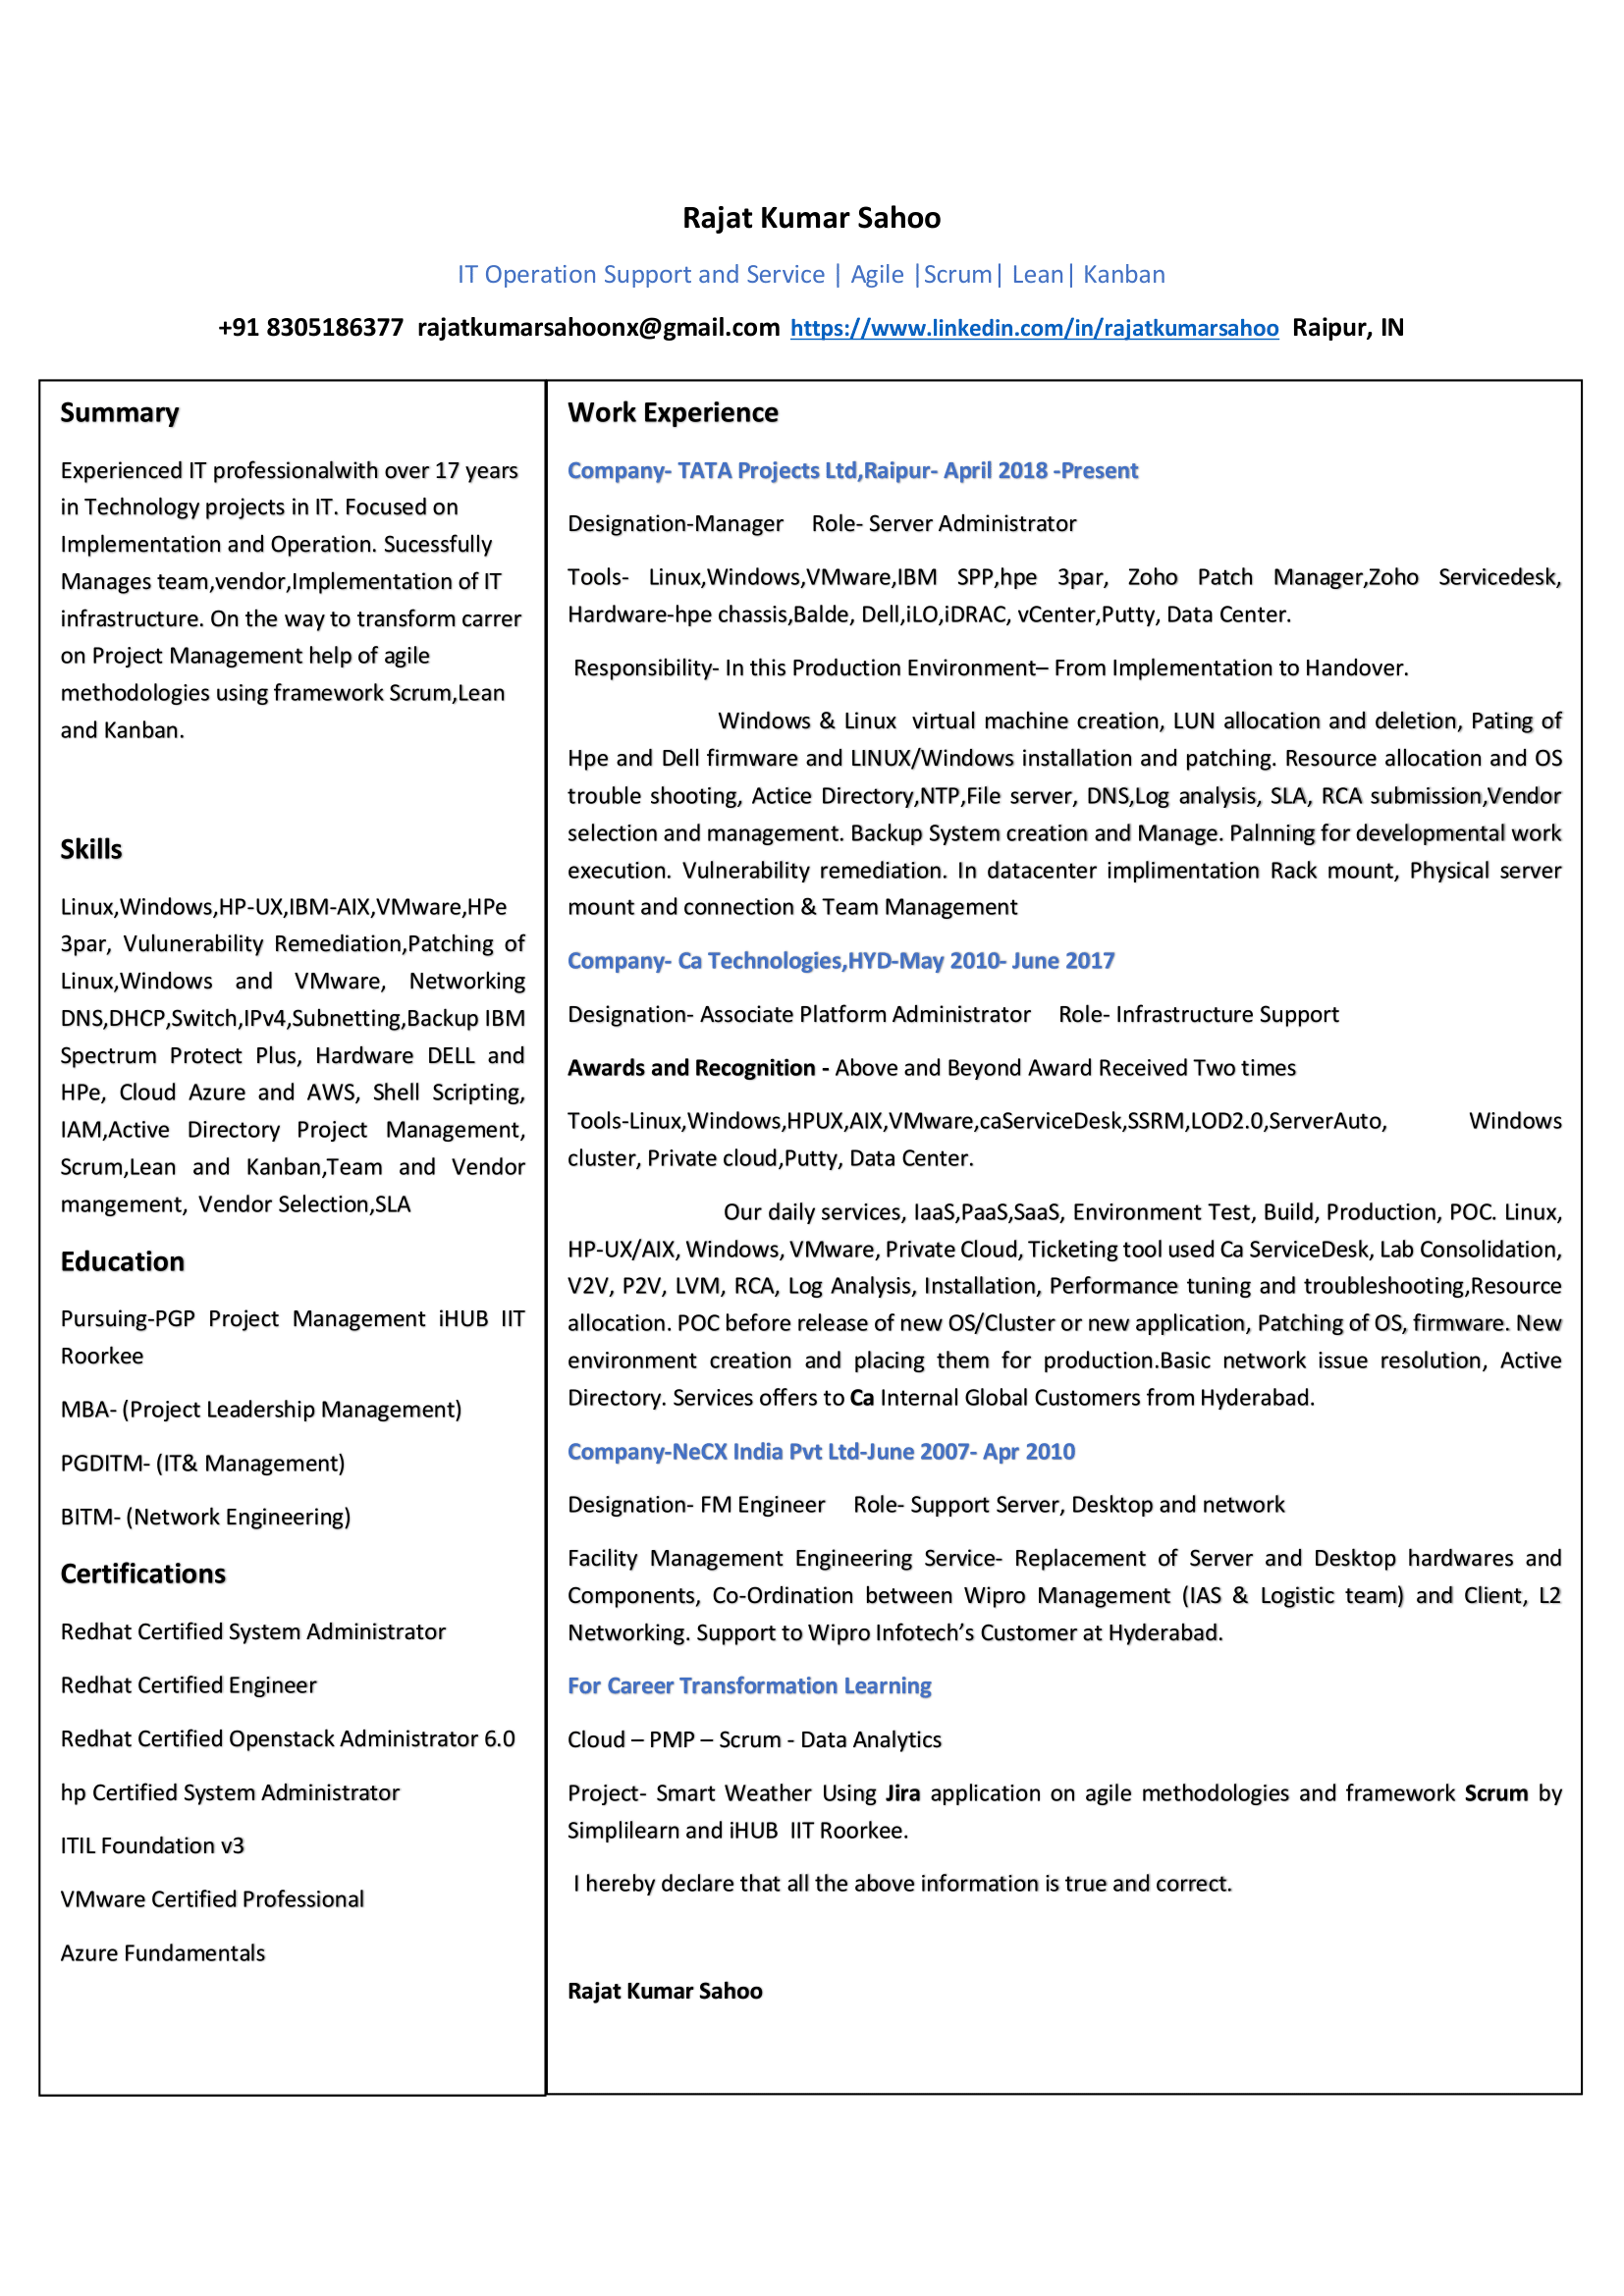 Rajat Kumar Sahoo
IT Operation Support and Service | Agile |Scrum| Lean| Kanban
+91 8305186377 rajatkumarsahoonx@gmail.com https://www.linkedin.com/in/rajatkumarsahoo Raipur, IN
Summary
Experienced IT professionalwith over 17 years
in Technology projects in IT. Focused on
Implementation and Operation. Sucessfully
Manages team,vendor,Implementation of IT
infrastructure. On the way to transform carrer
on Project Management help of agile
methodologies using framework Scrum,Lean
and Kanban.
Skills
Linux,Windows,HP-UX,IBM-AIX,VMware,HPe
3par, Vulunerability Remediation,Patching of
Linux,Windows and VMware, Networking
DNS,DHCP,Switch,IPv4,Subnetting,Backup IBM
Spectrum Protect Plus, Hardware DELL and
HPe, Cloud Azure and AWS, Shell Scripting,
IAM,Active Directory Project Management,
Scrum,Lean and Kanban,Team and Vendor
mangement, Vendor Selection,SLA
Education
Pursuing-PGP Project Management iHUB IIT
Roorkee
MBA- (Project Leadership Management)
PGDITM- (IT& Management)
BITM- (Network Engineering)
Certifications
Redhat Certified System Administrator
Redhat Certified Engineer
Redhat Certified Openstack Administrator 6.0
hp Certified System Administrator
ITIL Foundation v3
VMware Certified Professional
Azure Fundamentals
Work Experience
Company- TATA Projects Ltd,Raipur- April 2018 -Present
Designation-Manager Role- Server Administrator
Tools- Linux,Windows,VMware,IBM SPP,hpe 3par, Zoho Patch Manager,Zoho Servicedesk,
Hardware-hpe chassis,Balde, Dell,iLO,iDRAC, vCenter,Putty, Data Center.
Responsibility- In this Production Environment– From Implementation to Handover.
Windows & Linux virtual machine creation, LUN allocation and deletion, Pating of
Hpe and Dell firmware and LINUX/Windows installation and patching. Resource allocation and OS
trouble shooting, Actice Directory,NTP,File server, DNS,Log analysis, SLA, RCA submission,Vendor
selection and management. Backup System creation and Manage. Palnning for developmental work
execution. Vulnerability remediation. In datacenter implimentation Rack mount, Physical server
mount and connection & Team Management
Company- Ca Technologies,HYD-May 2010- June 2017
Designation- Associate Platform Administrator Role- Infrastructure Support
Awards and Recognition - Above and Beyond Award Received Two times
Tools-Linux,Windows,HPUX,AIX,VMware,caServiceDesk,SSRM,LOD2.0,ServerAuto, Windows
cluster, Private cloud,Putty, Data Center.
Our daily services, IaaS,PaaS,SaaS, Environment Test, Build, Production, POC. Linux,
HP-UX/AIX, Windows, VMware, Private Cloud, Ticketing tool used Ca ServiceDesk, Lab Consolidation,
V2V, P2V, LVM, RCA, Log Analysis, Installation, Performance tuning and troubleshooting,Resource
allocation. POC before release of new OS/Cluster or new application, Patching of OS, firmware. New
environment creation and placing them for production.Basic network issue resolution, Active
Directory. Services offers to Ca Internal Global Customers from Hyderabad.
Company-NeCX India Pvt Ltd-June 2007- Apr 2010
Designation- FM Engineer Role- Support Server, Desktop and network
Facility Management Engineering Service- Replacement of Server and Desktop hardwares and
Components, Co-Ordination between Wipro Management (IAS & Logistic team) and Client, L2
Networking. Support to Wipro Infotech’s Customer at Hyderabad.
For Career Transformation Learning
Cloud – PMP – Scrum - Data Analytics
Project- Smart Weather Using Jira application on agile methodologies and framework Scrum by
Simplilearn and iHUB IIT Roorkee.
I hereby declare that all the above information is true and correct.
Rajat Kumar Sahoo